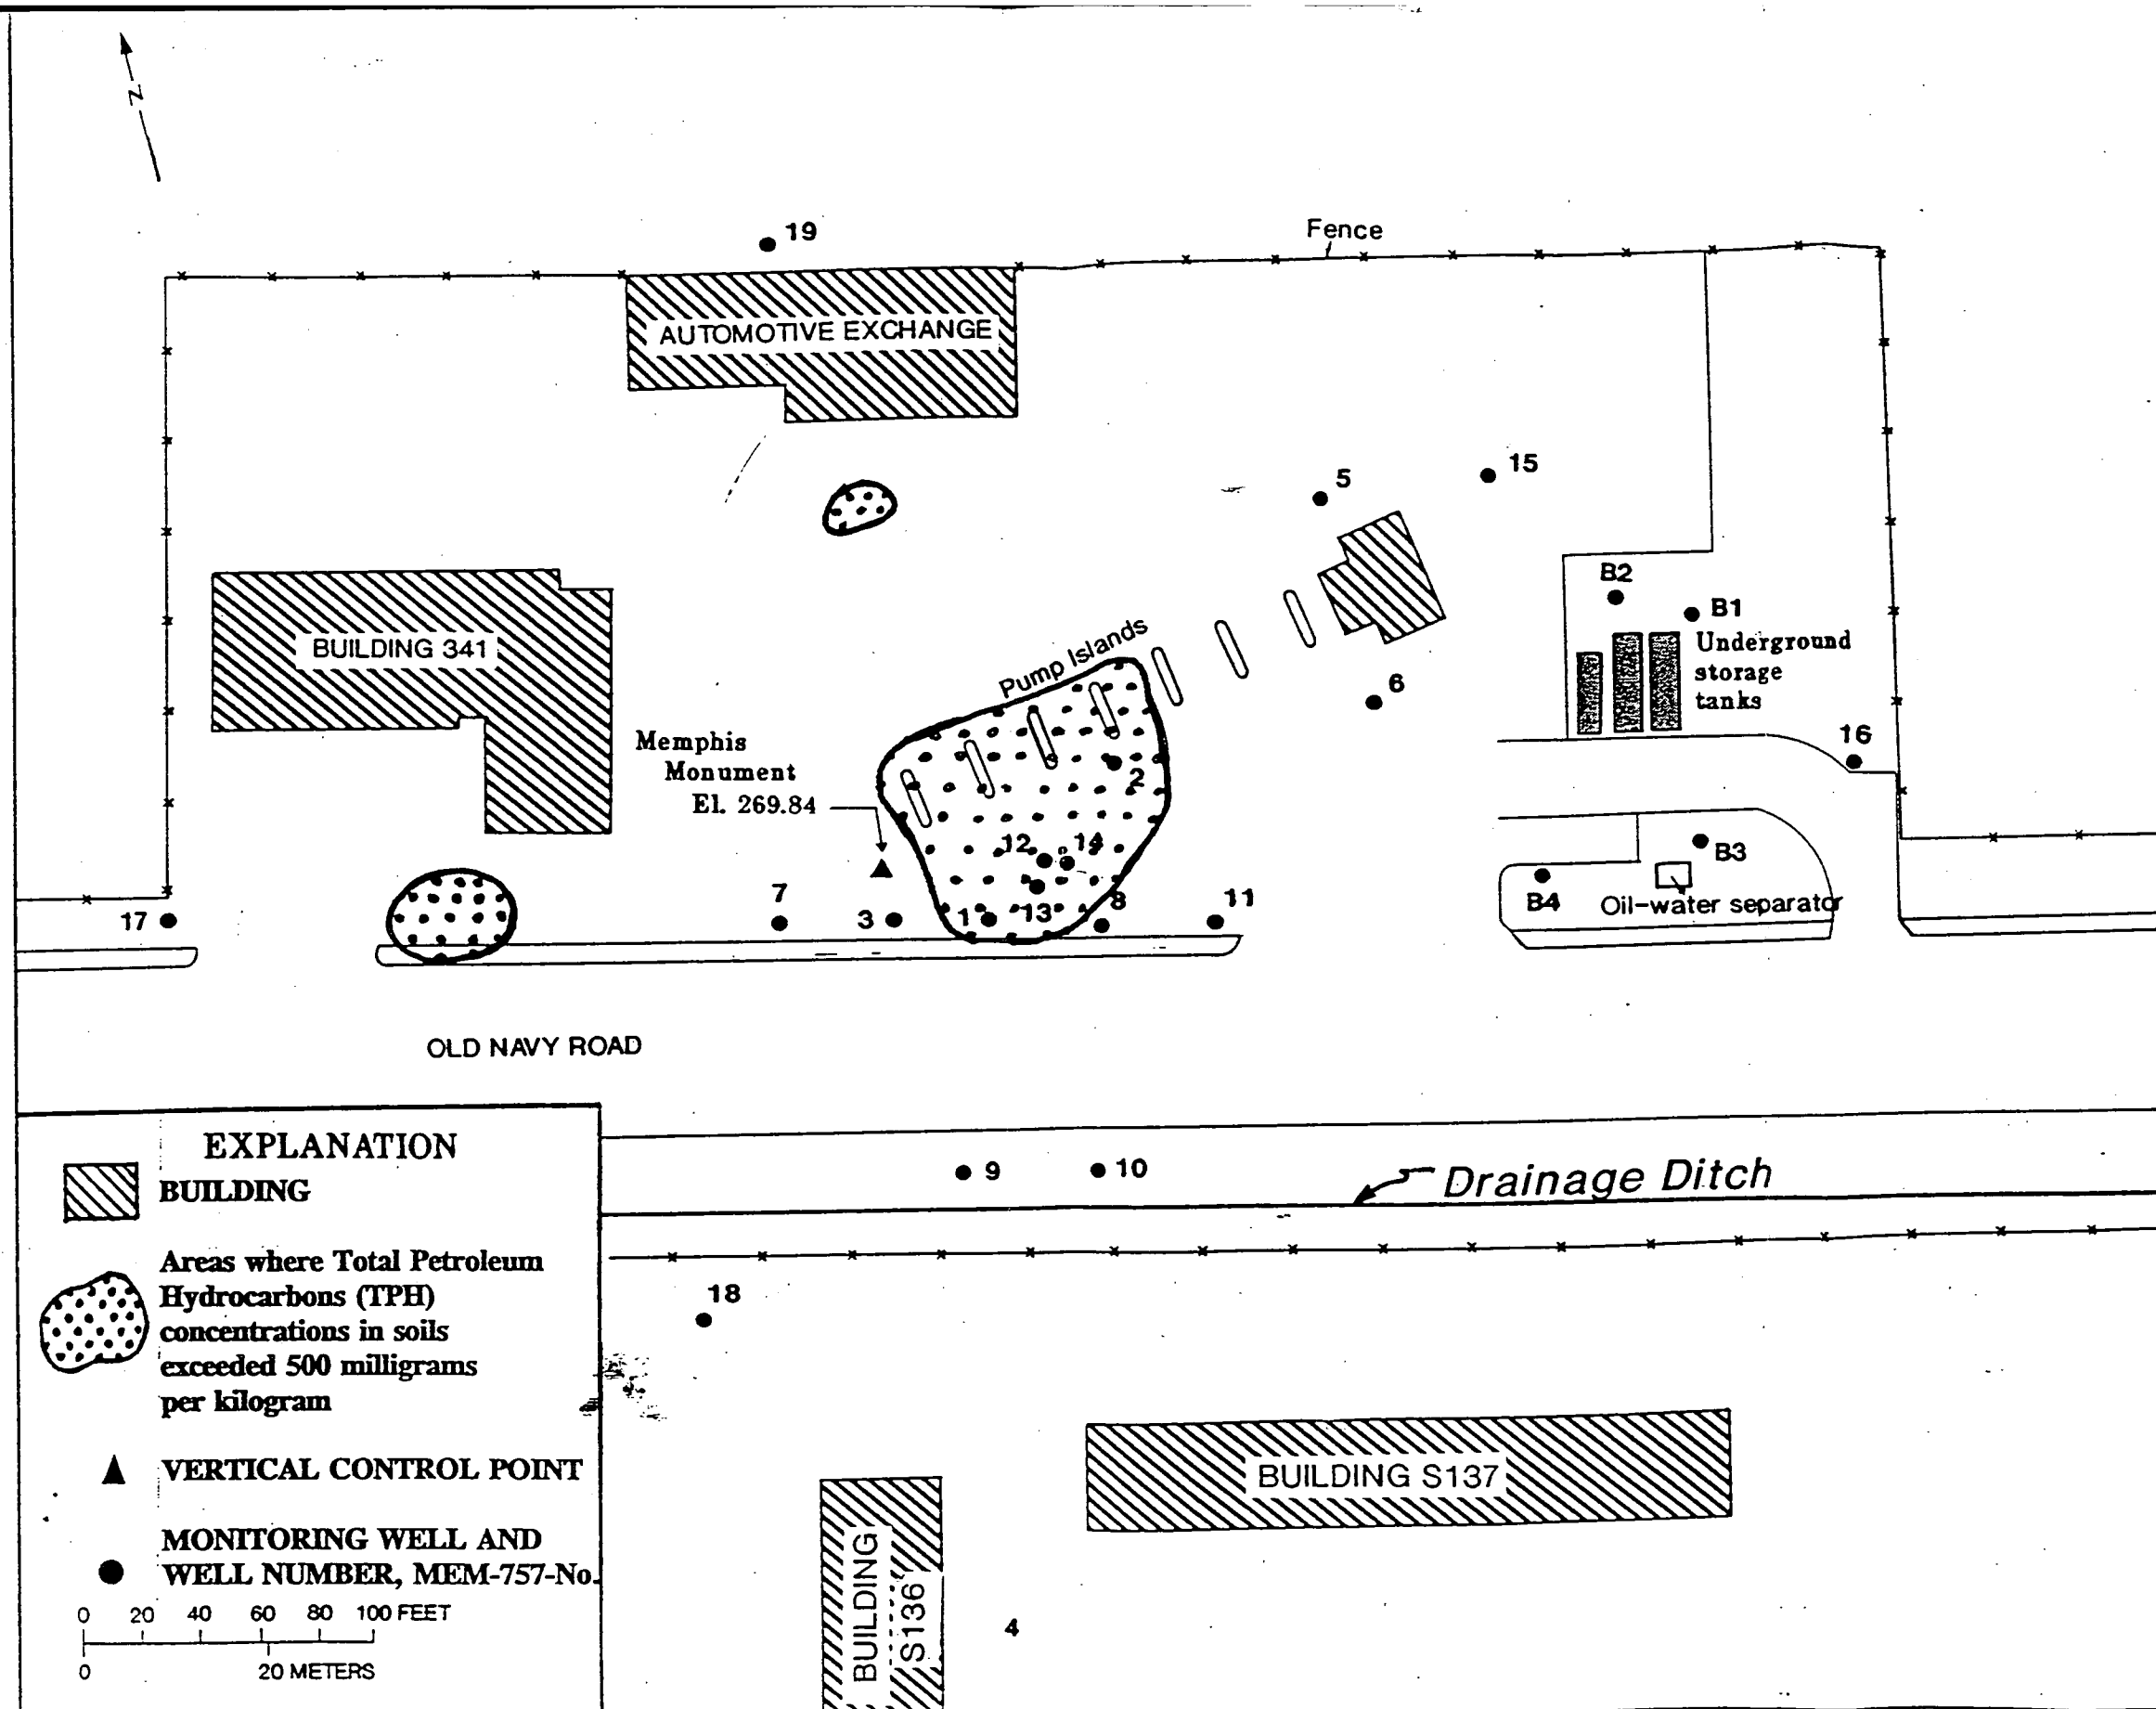 N
19
Fence
AUTOMOTIVE EXCHANGE
5
15
B2
B1
Underground
storage
tanks
BUILDING 341
Pump Islands
6
Memphis
Monument
El. 269.84
2
16
12
14
B3
7
3
1
13
8
11
B4
Oil-water separator
17
OLD NAVY ROAD
EXPLANATION
BUILDING
Areas where Total Petroleum
Hydrocarbons (TPH)
concentrations in soils
exceeded 500 milligrams
per kilogram
VERTICAL CONTROL POINT
MONITORING WELL AND
WELL NUMBER, MEM-757-No.
0 20 40 60 80 100 FEET
0 20 METERS
9
10
Drainage Ditch
18
BUILDING S137
BUILDING
S136
4